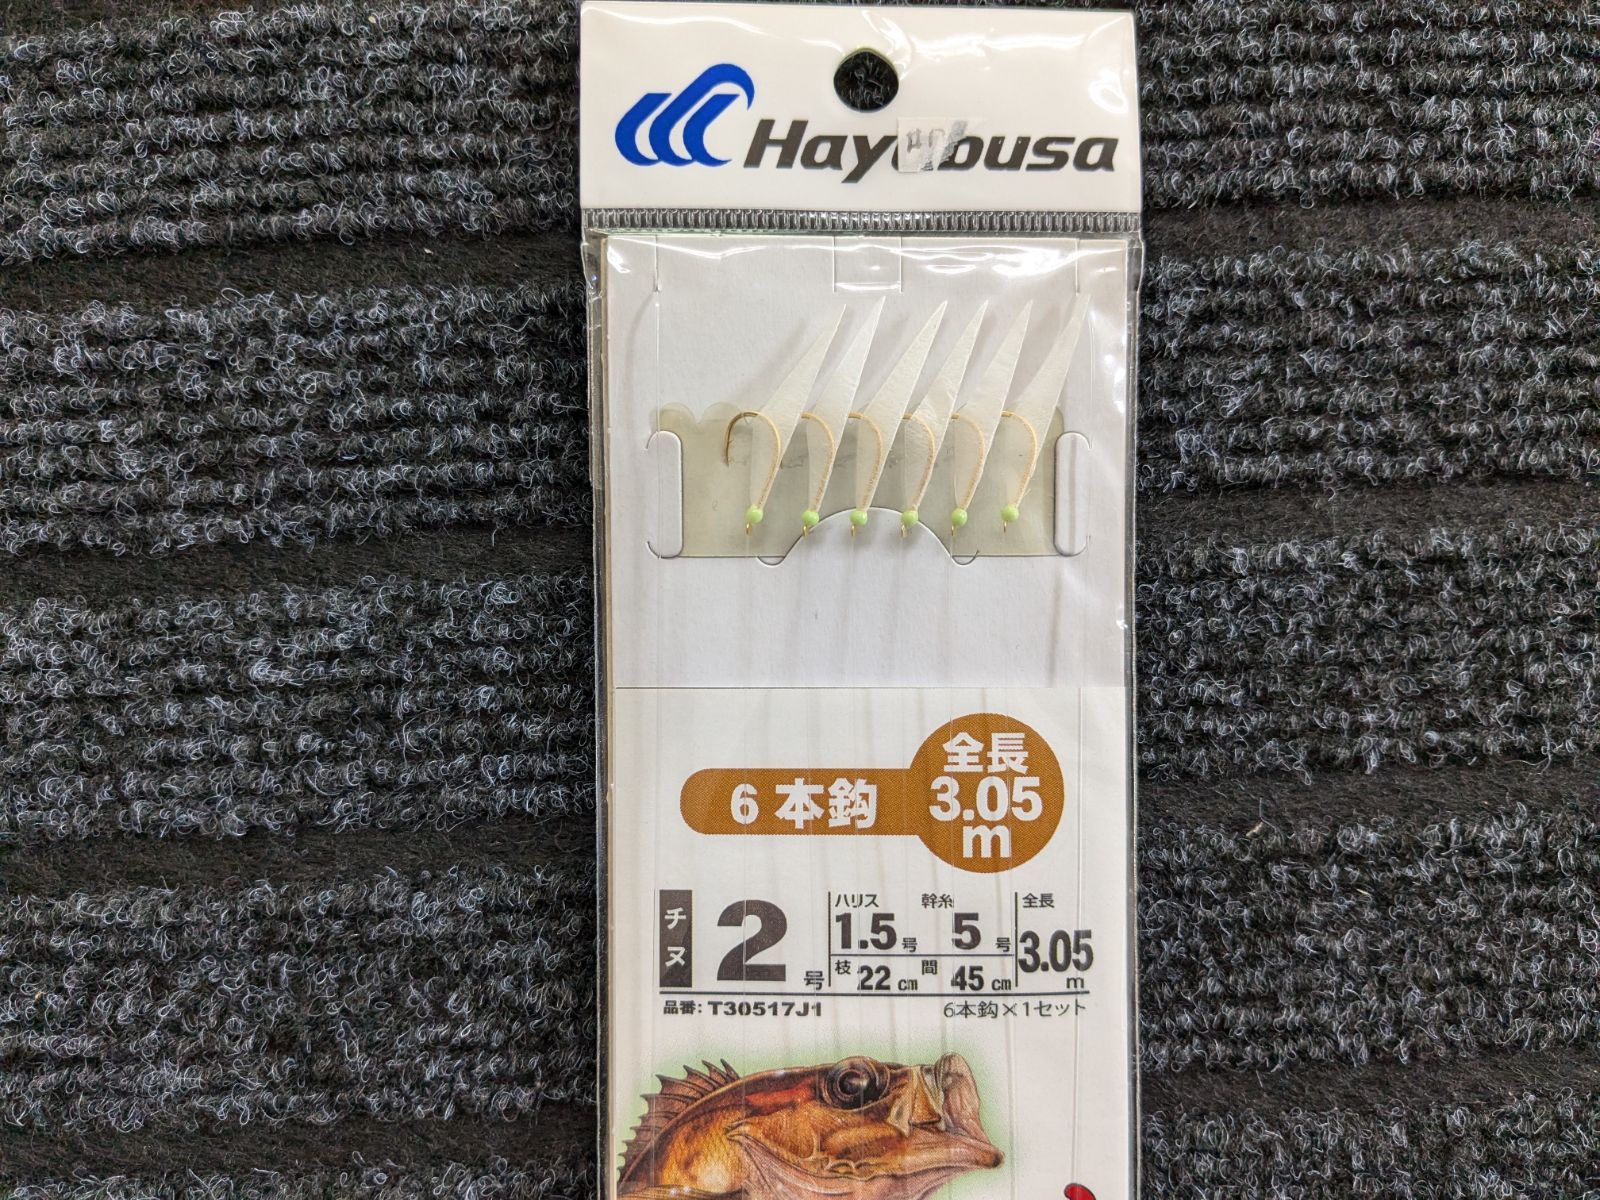 Hayabusa
全長
3.05
m
6本鈎
チヌ 2号
ハリス 1.5号 幹糸 5号 全長 3.05m
枝 22cm 間 45cm
品番：T30517J1 6本鈎×1セット